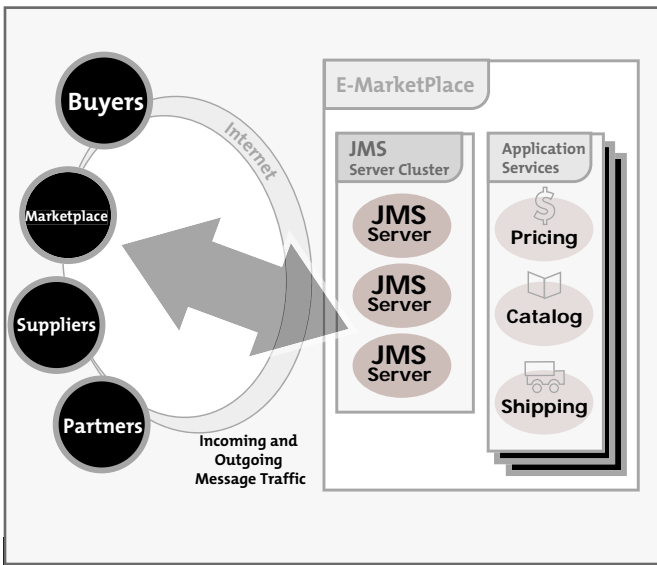 Buyers
Marketplace
Suppliers
Partners
Internet
Incoming and
Outgoing
Message Traffic
E-MarketPlace
JMS
Server Cluster
JMS
Server
JMS
Server
JMS
Server
Application
Services
Pricing
Catalog
Shipping